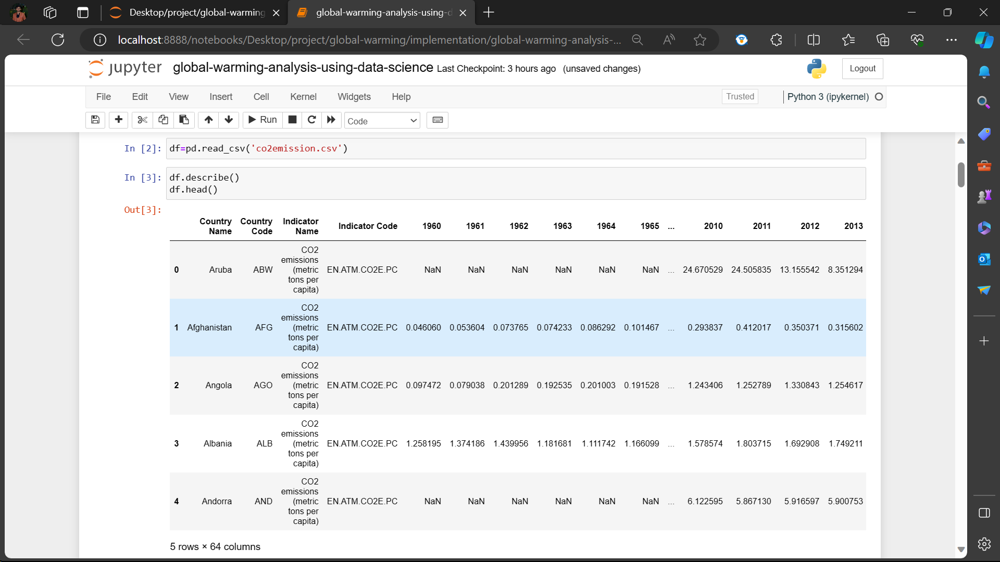 Desktop/project/global-warming
global-warming-analysis-using-d
localhost:8888/notebooks/Desktop/project/global-warming/implementation/global-warming-analysis-...
jupyter global-warming-analysis-using-data-science Last Checkpoint: 3 hours ago (unsaved changes)
Logout
File Edit View Insert Cell Kernel Widgets Help
Trusted
Python 3 (ipykernel)
Run
Code
In [2]: df=pd.read_csv('co2emission.csv')
In [3]: df.describe()
df.head()
Out[3]:
Country Name Country Code Indicator Name Indicator Code 1960 1961 1962 1963 1964 1965 ... 2010 2011 2012 2013
0 Aruba ABW CO2 emissions (metric tons per capita) EN.ATM.CO2E.PC NaN NaN NaN NaN NaN NaN ... 24.670529 24.505835 13.155542 8.351294
1 Afghanistan AFG CO2 emissions (metric tons per capita) EN.ATM.CO2E.PC 0.046060 0.053604 0.073765 0.074233 0.086292 0.101467 ... 0.293837 0.412017 0.350371 0.315602
2 Angola AGO CO2 emissions (metric tons per capita) EN.ATM.CO2E.PC 0.097472 0.079038 0.201289 0.192535 0.201003 0.191528 ... 1.243406 1.252789 1.330843 1.254617
3 Albania ALB CO2 emissions (metric tons per capita) EN.ATM.CO2E.PC 1.258195 1.374186 1.439956 1.181681 1.111742 1.166099 ... 1.578574 1.803715 1.692908 1.749211
4 Andorra AND CO2 emissions (metric tons per capita) EN.ATM.CO2E.PC NaN NaN NaN NaN NaN NaN ... 6.122595 5.867130 5.916597 5.900753
5 rows × 64 columns